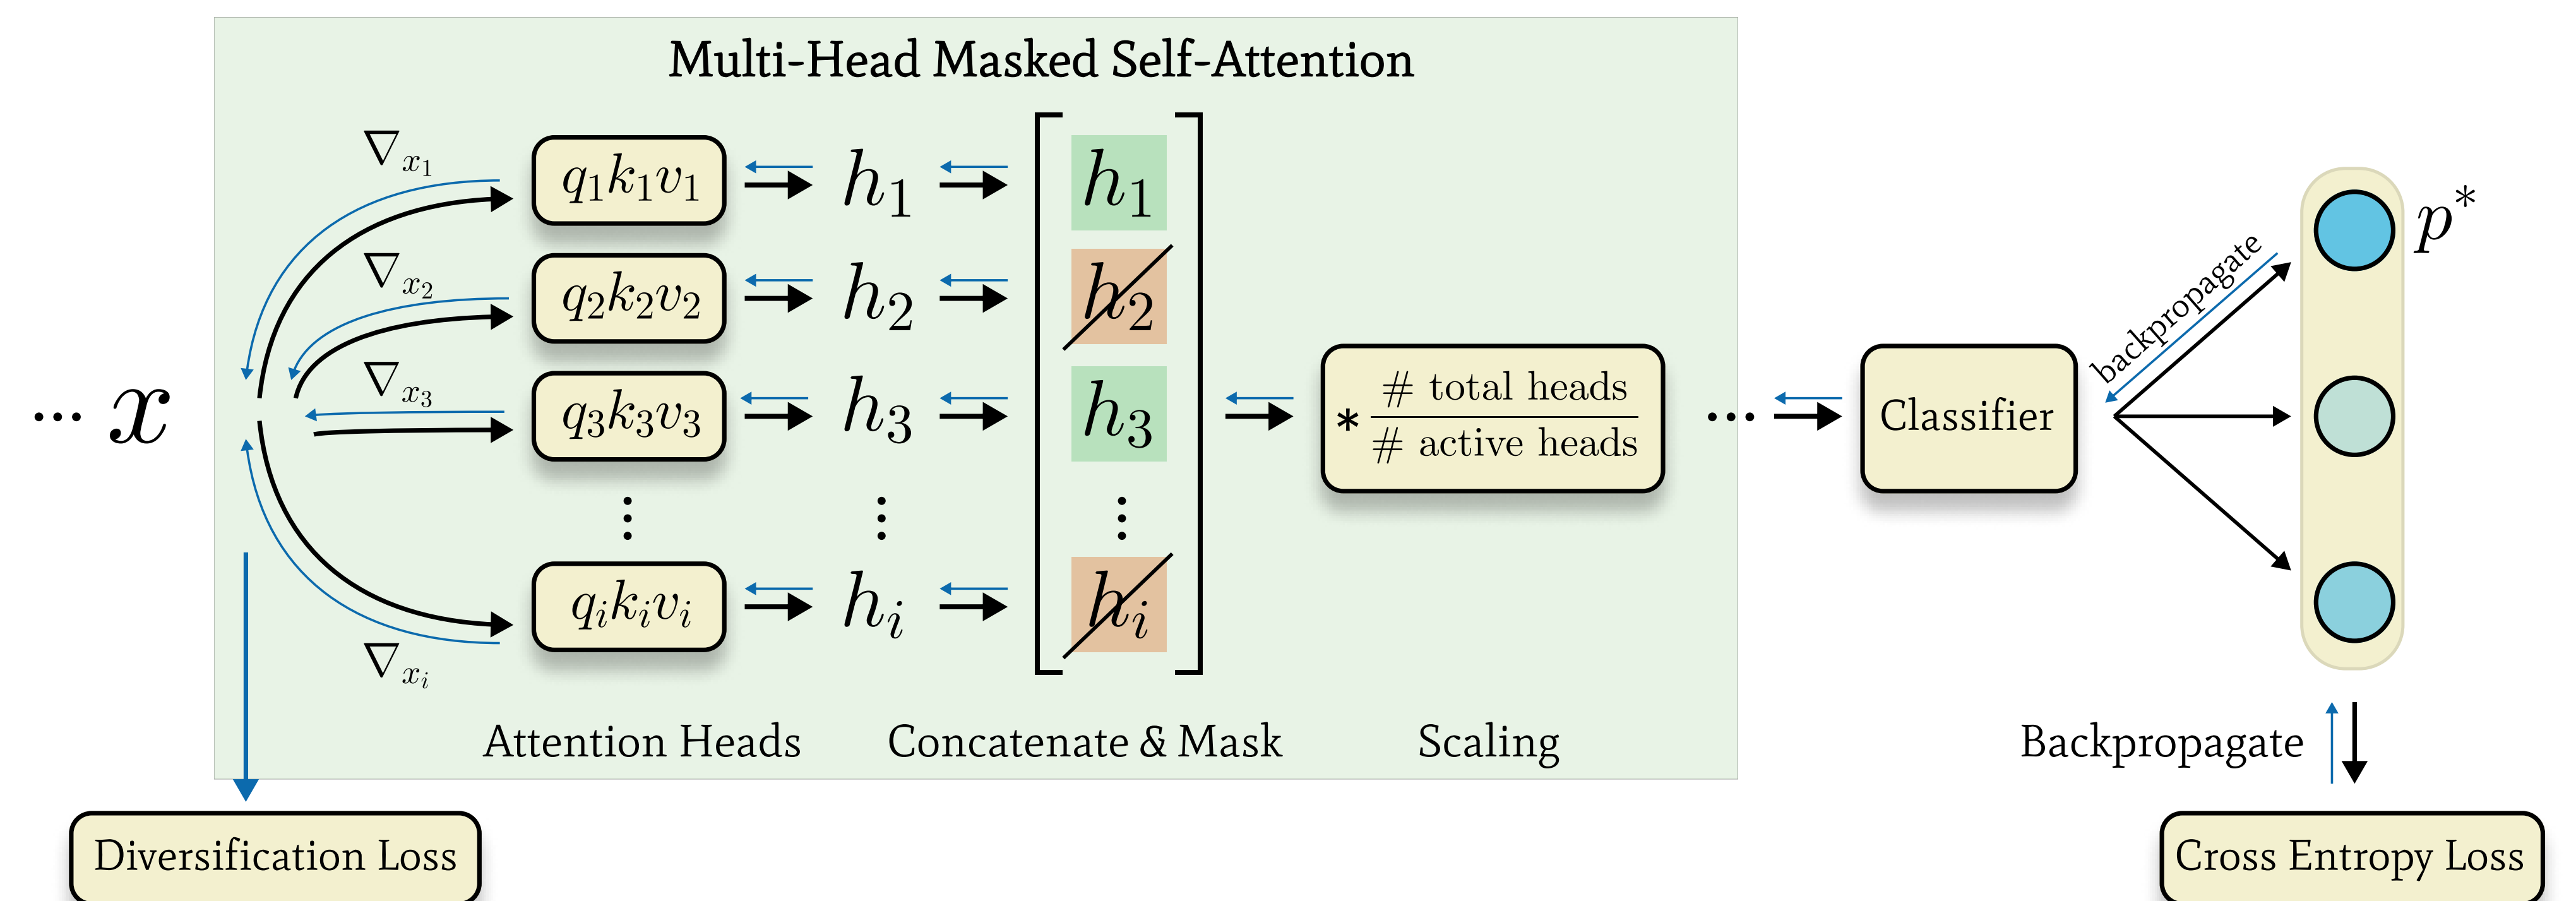 Multi-Head Masked Self-Attention
∇x₁
q₁k₁v₁
h₁
h₁
∇x₂
q₂k₂v₂
h₂
h₂
∇x₃
q₃k₃v₃
h₃
h₃
⋮ ⋮ ⋮
∇xᵢ
qᵢkᵢvᵢ
hᵢ
hᵢ
... x
* # total heads
# active heads
...
Classifier
backpropagate
p*
Attention Heads
Concatenate & Mask
Scaling
Backpropagate
Diversification Loss
Cross Entropy Loss